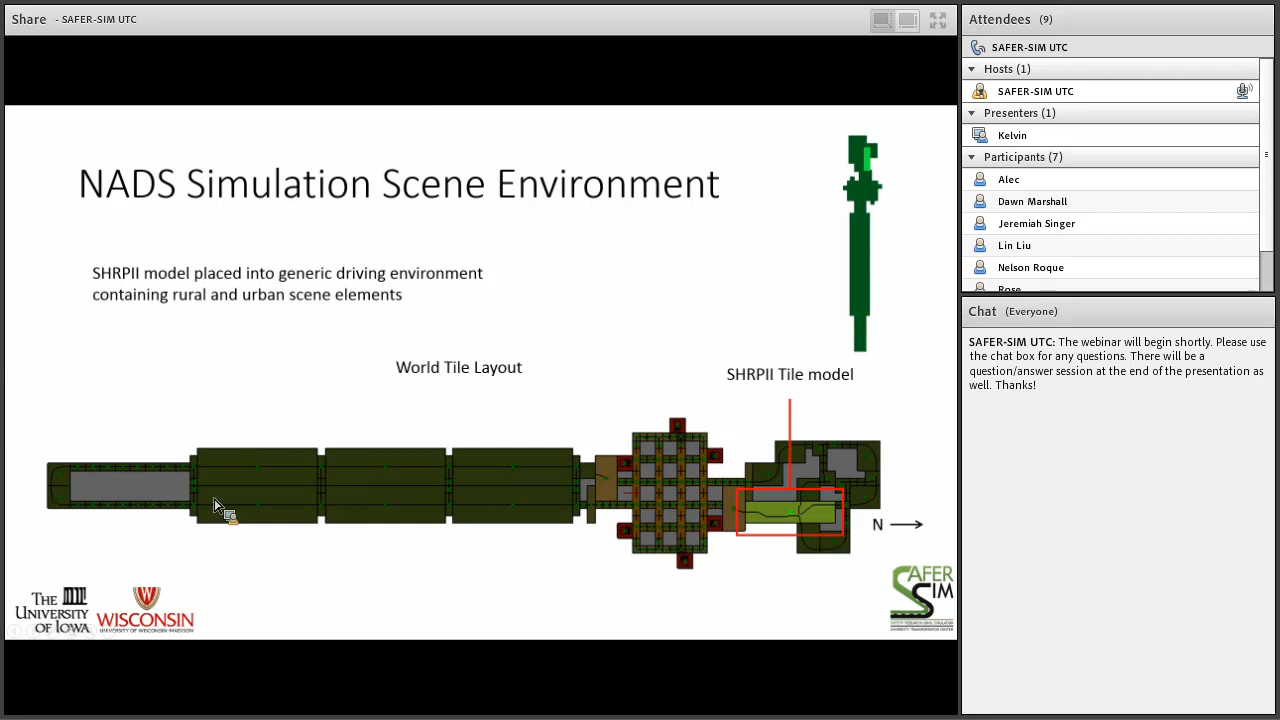 Share - SAFER-SIM UTC
NADS Simulation Scene Environment
SHRPII model placed into generic driving environment
containing rural and urban scene elements
World Tile Layout
SHRPII Tile model
N
THE
UNIVERSITY
OF IOWA
W
WISCONSIN
UNIVERSITY OF WISCONSIN-MADISON
SAFER
SIM
Attendees (9)
SAFER-SIM UTC
Hosts (1)
SAFER-SIM UTC
Presenters (1)
Kelvin
Participants (7)
Alec
Dawn Marshall
Jeremiah Singer
Lin Liu
Nelson Roque
Rose
Chat (Everyone)
SAFER-SIM UTC: The webinar will begin shortly. Please use
the chat box for any questions. There will be a
question/answer session at the end of the presentation as
well. Thanks!